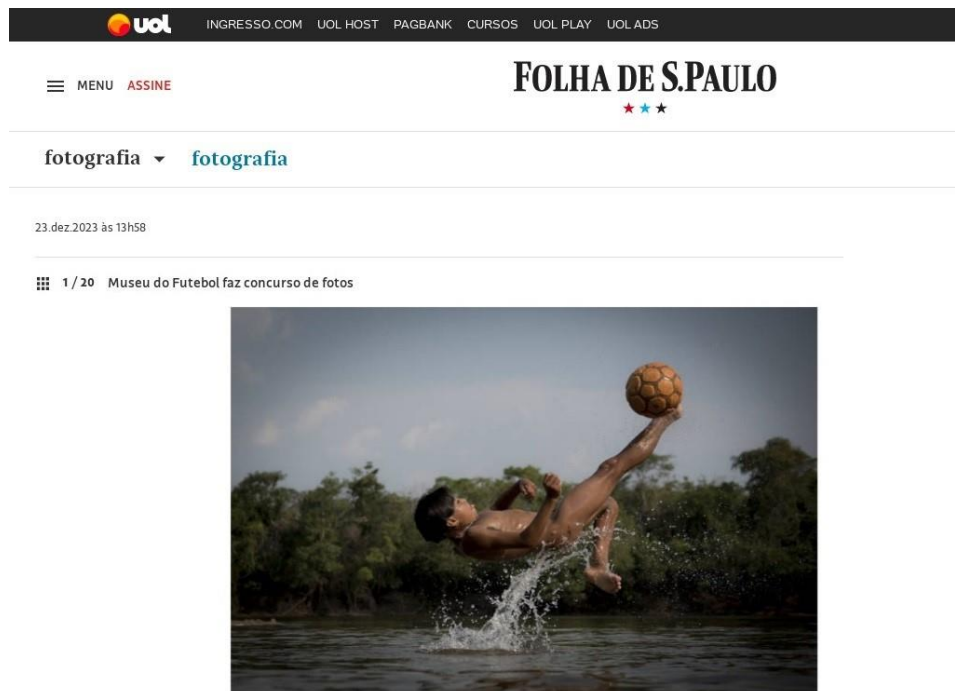 uol INGRESSO.COM UOL HOST PAGBANK CURSOS UOL PLAY UOL ADS
MENU ASSINE
FOLHA DE S.PAULO
fotografia fotografia
23.dez.2023 às 13h58
1 / 20 Museu do Futebol faz concurso de fotos